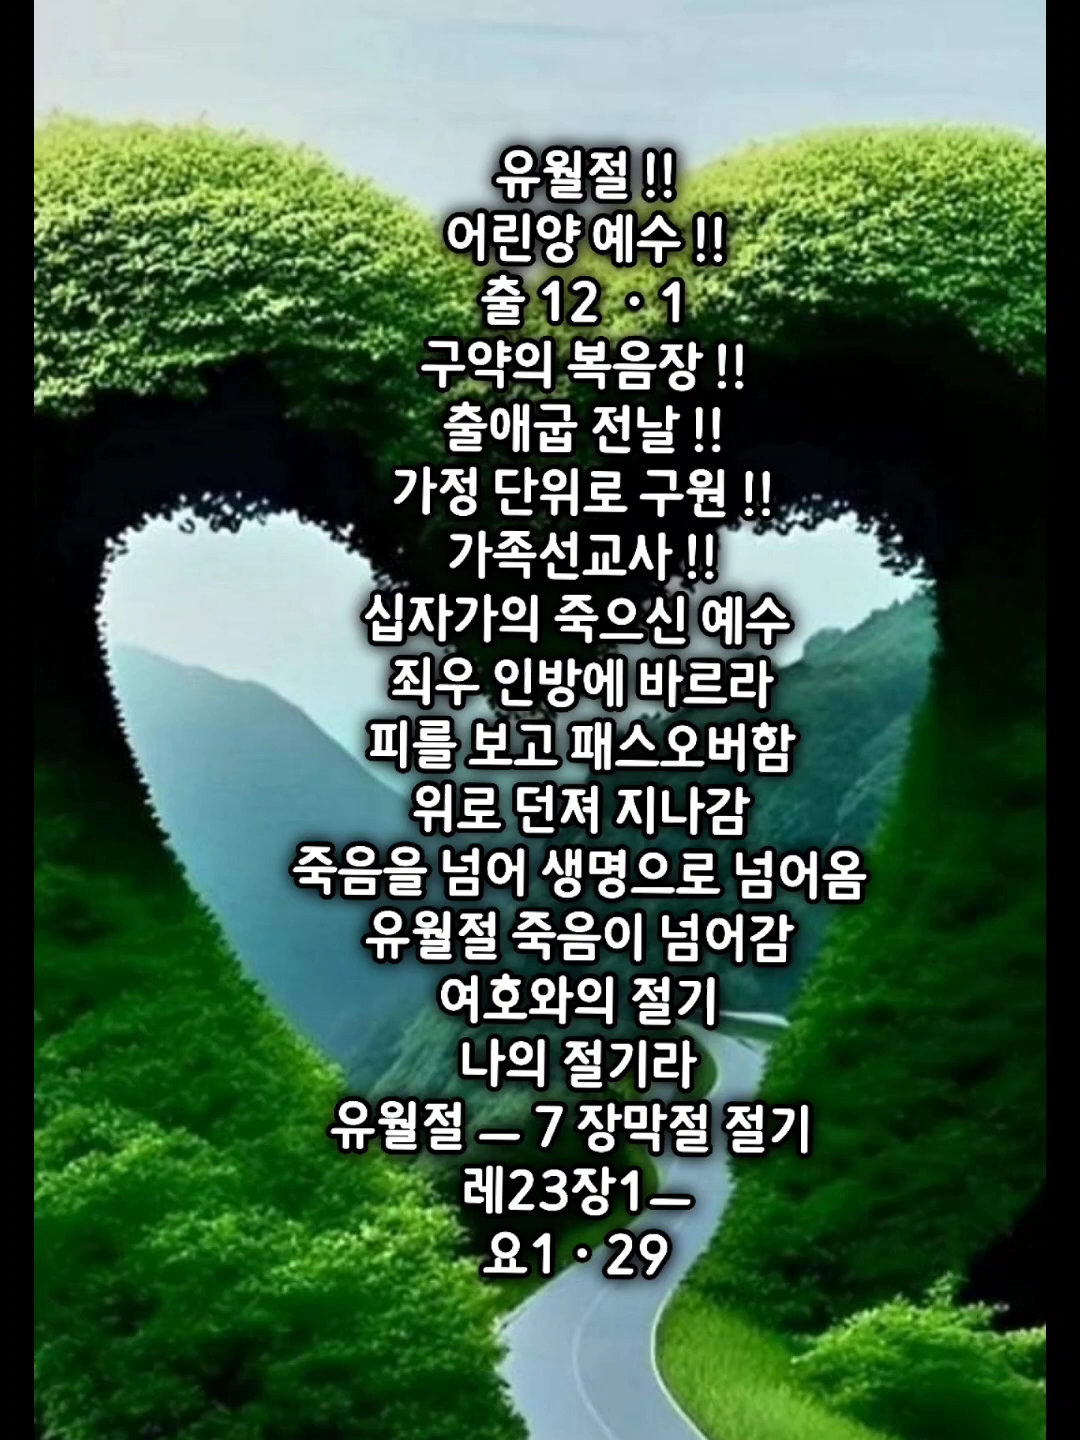 유월절 !!
어린양 예수 !!
출 12 · 1
구약의 복음장 !!
출애굽 전날 !!
가정 단위로 구원 !!
가족선교사 !!
십자가의 죽으신 예수
죄우 인방에 바르라
피를 보고 패스오버함
위로 던져 지나감
죽음을 넘어 생명으로 넘어옴
유월절 죽음이 넘어감
여호와의 절기
나의 절기라
유월절 — 7 장막절 절기
레23장1—
요1 · 29